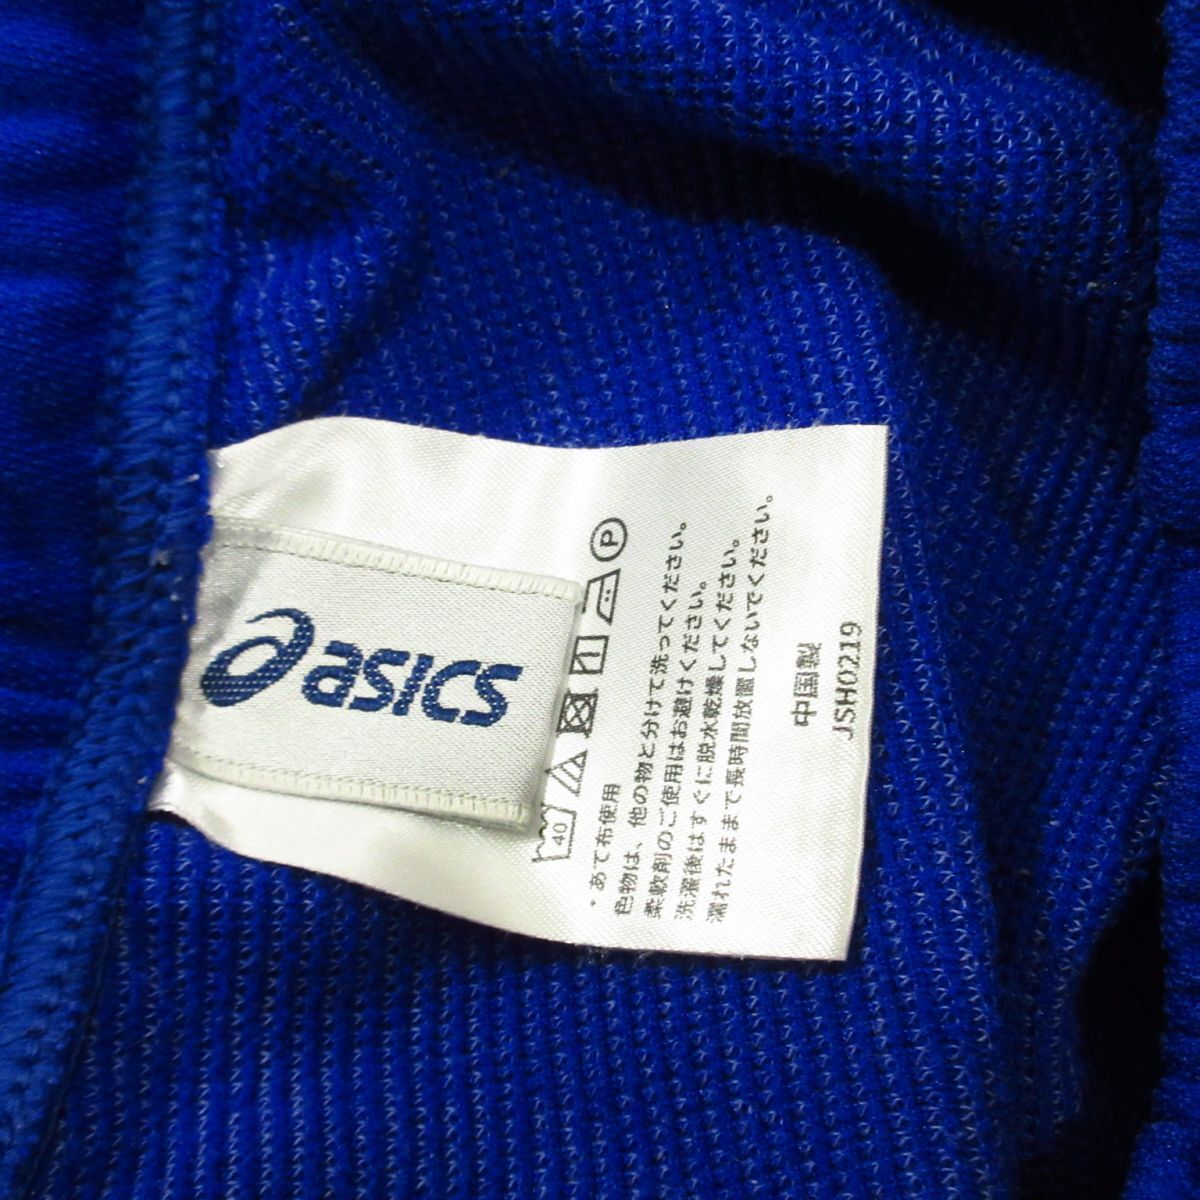 asics
40
P
・あて布使用
色物は、他の物と分けて洗ってください。
柔軟剤のご使用はお避けください。
洗濯後はすぐに脱水乾燥してください。
濡れたままで長時間放置しないでください。
中国製
JSH0219